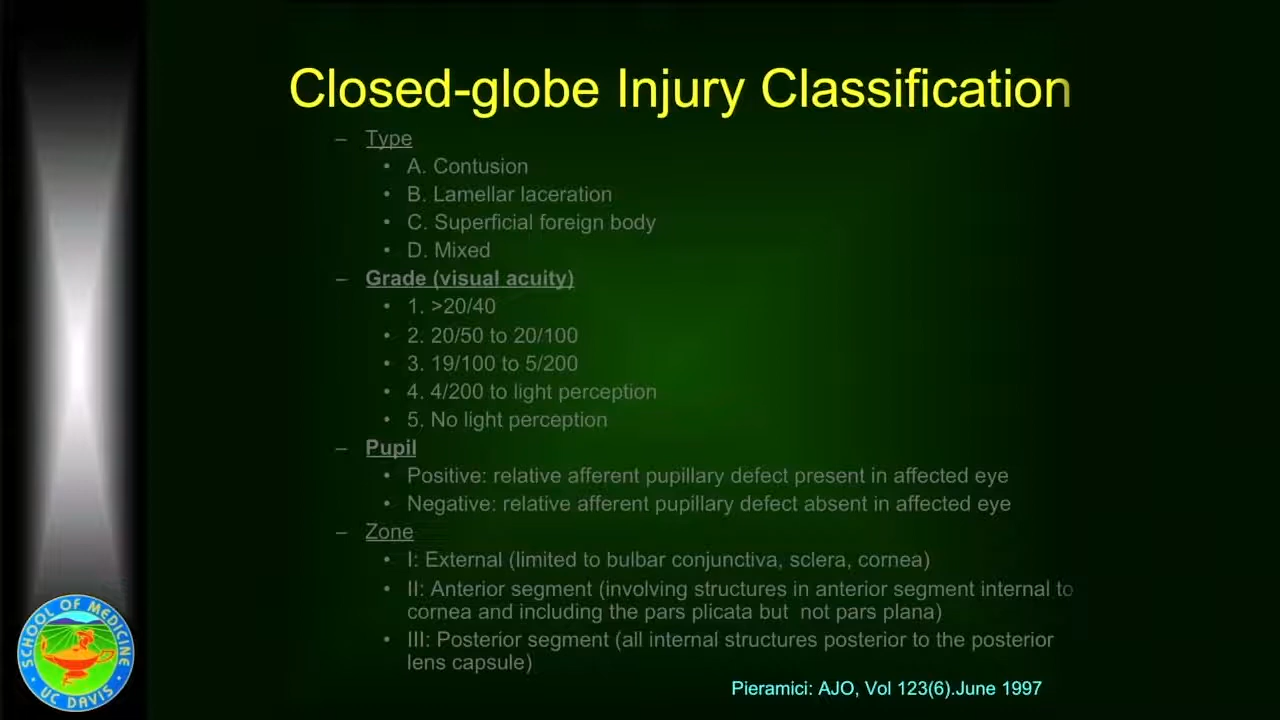 Closed-globe Injury Classification
– Type
• A. Contusion
• B. Lamellar laceration
• C. Superficial foreign body
• D. Mixed
– Grade (visual acuity)
• 1. >20/40
• 2. 20/50 to 20/100
• 3. 19/100 to 5/200
• 4. 4/200 to light perception
• 5. No light perception
– Pupil
• Positive: relative afferent pupillary defect present in affected eye
• Negative: relative afferent pupillary defect absent in affected eye
– Zone
• I: External (limited to bulbar conjunctiva, sclera, cornea)
• II: Anterior segment (involving structures in anterior segment internal to
cornea and including the pars plicata but  not pars plana)
• III: Posterior segment (all internal structures posterior to the posterior
lens capsule)
Pieramici: AJO, Vol 123(6).June 1997
SCHOOL OF MEDICINE
UC DAVIS